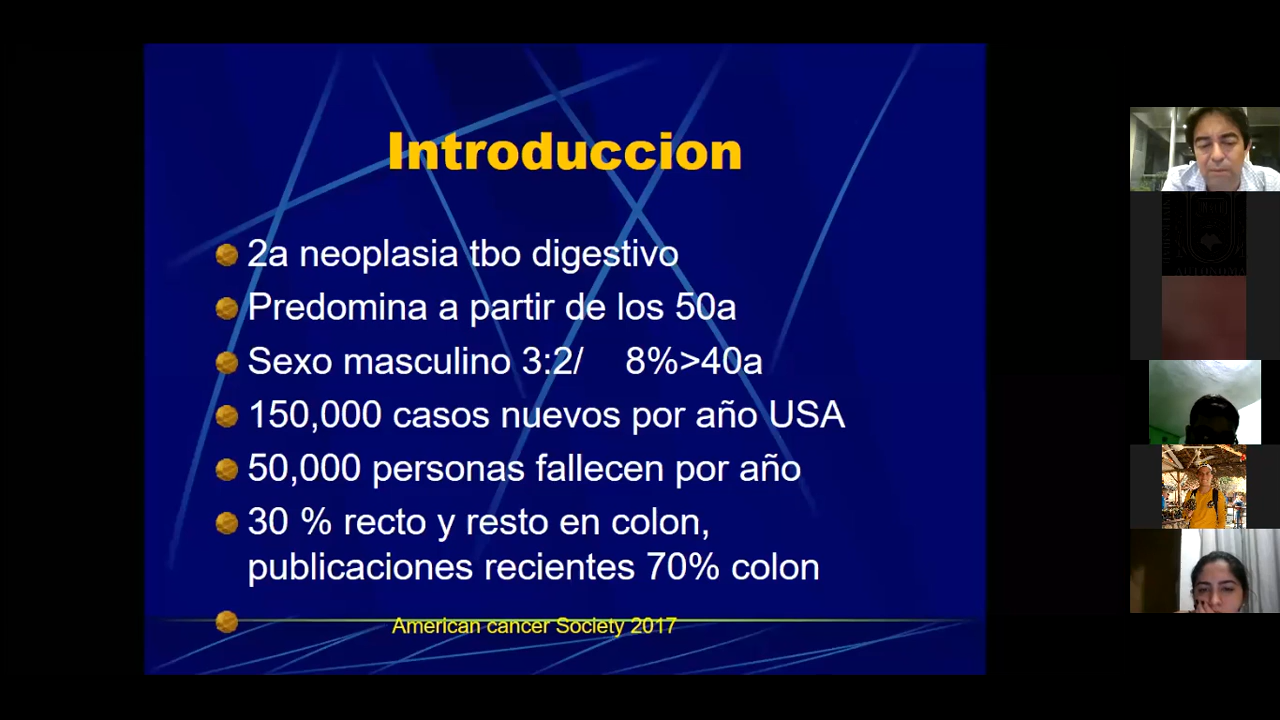 Introduccion
2a neoplasia tbo digestivo
Predomina a partir de los 50a
Sexo masculino 3:2/ 8%>40a
150,000 casos nuevos por año USA
50,000 personas fallecen por año
30 % recto y resto en colon,
publicaciones recientes 70% colon
American cancer Society 2017